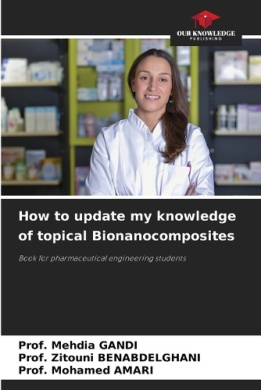 OUR KNOWLEDGE
PUBLISHING
How to update my knowledge
of topical Bionanocomposites
Book for pharmaceutical engineering students
Prof. Mehdia GANDI
Prof. Zitouni BENABDELGHANI
Prof. Mohamed AMARI